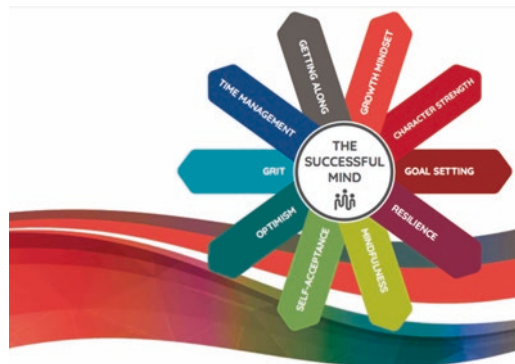 THE
SUCCESSFUL
MIND
GETTING ALONG
GROWTH MINDSET
CHARACTER STRENGTH
GOAL SETTING
RESILIENCE
MINDFULNESS
SELF-ACCEPTANCE
OPTIMISM
GRIT
TIME MANAGEMENT